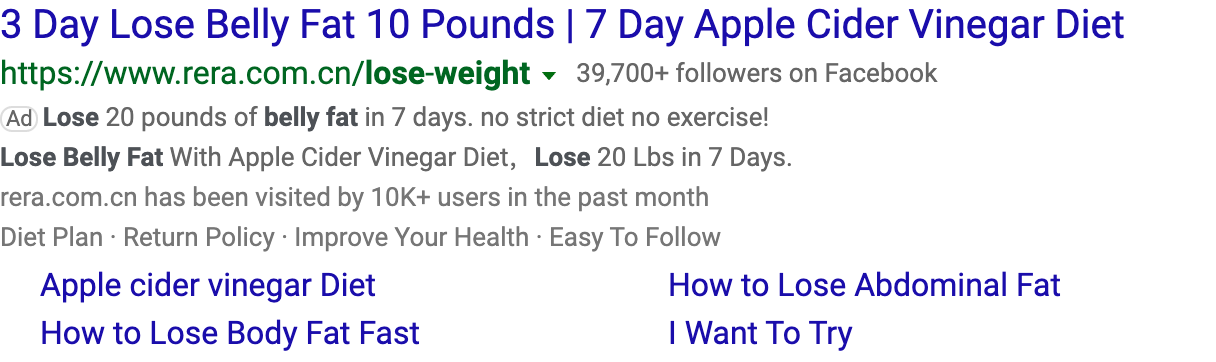 3 Day Lose Belly Fat 10 Pounds | 7 Day Apple Cider Vinegar Diet
https://www.rera.com.cn/lose-weight ▾ 39,700+ followers on Facebook
Ad Lose 20 pounds of belly fat in 7 days. no strict diet no exercise!
Lose Belly Fat With Apple Cider Vinegar Diet， Lose 20 Lbs in 7 Days.
rera.com.cn has been visited by 10K+ users in the past month
Diet Plan · Return Policy · Improve Your Health · Easy To Follow
Apple cider vinegar Diet How to Lose Abdominal Fat
How to Lose Body Fat Fast I Want To Try